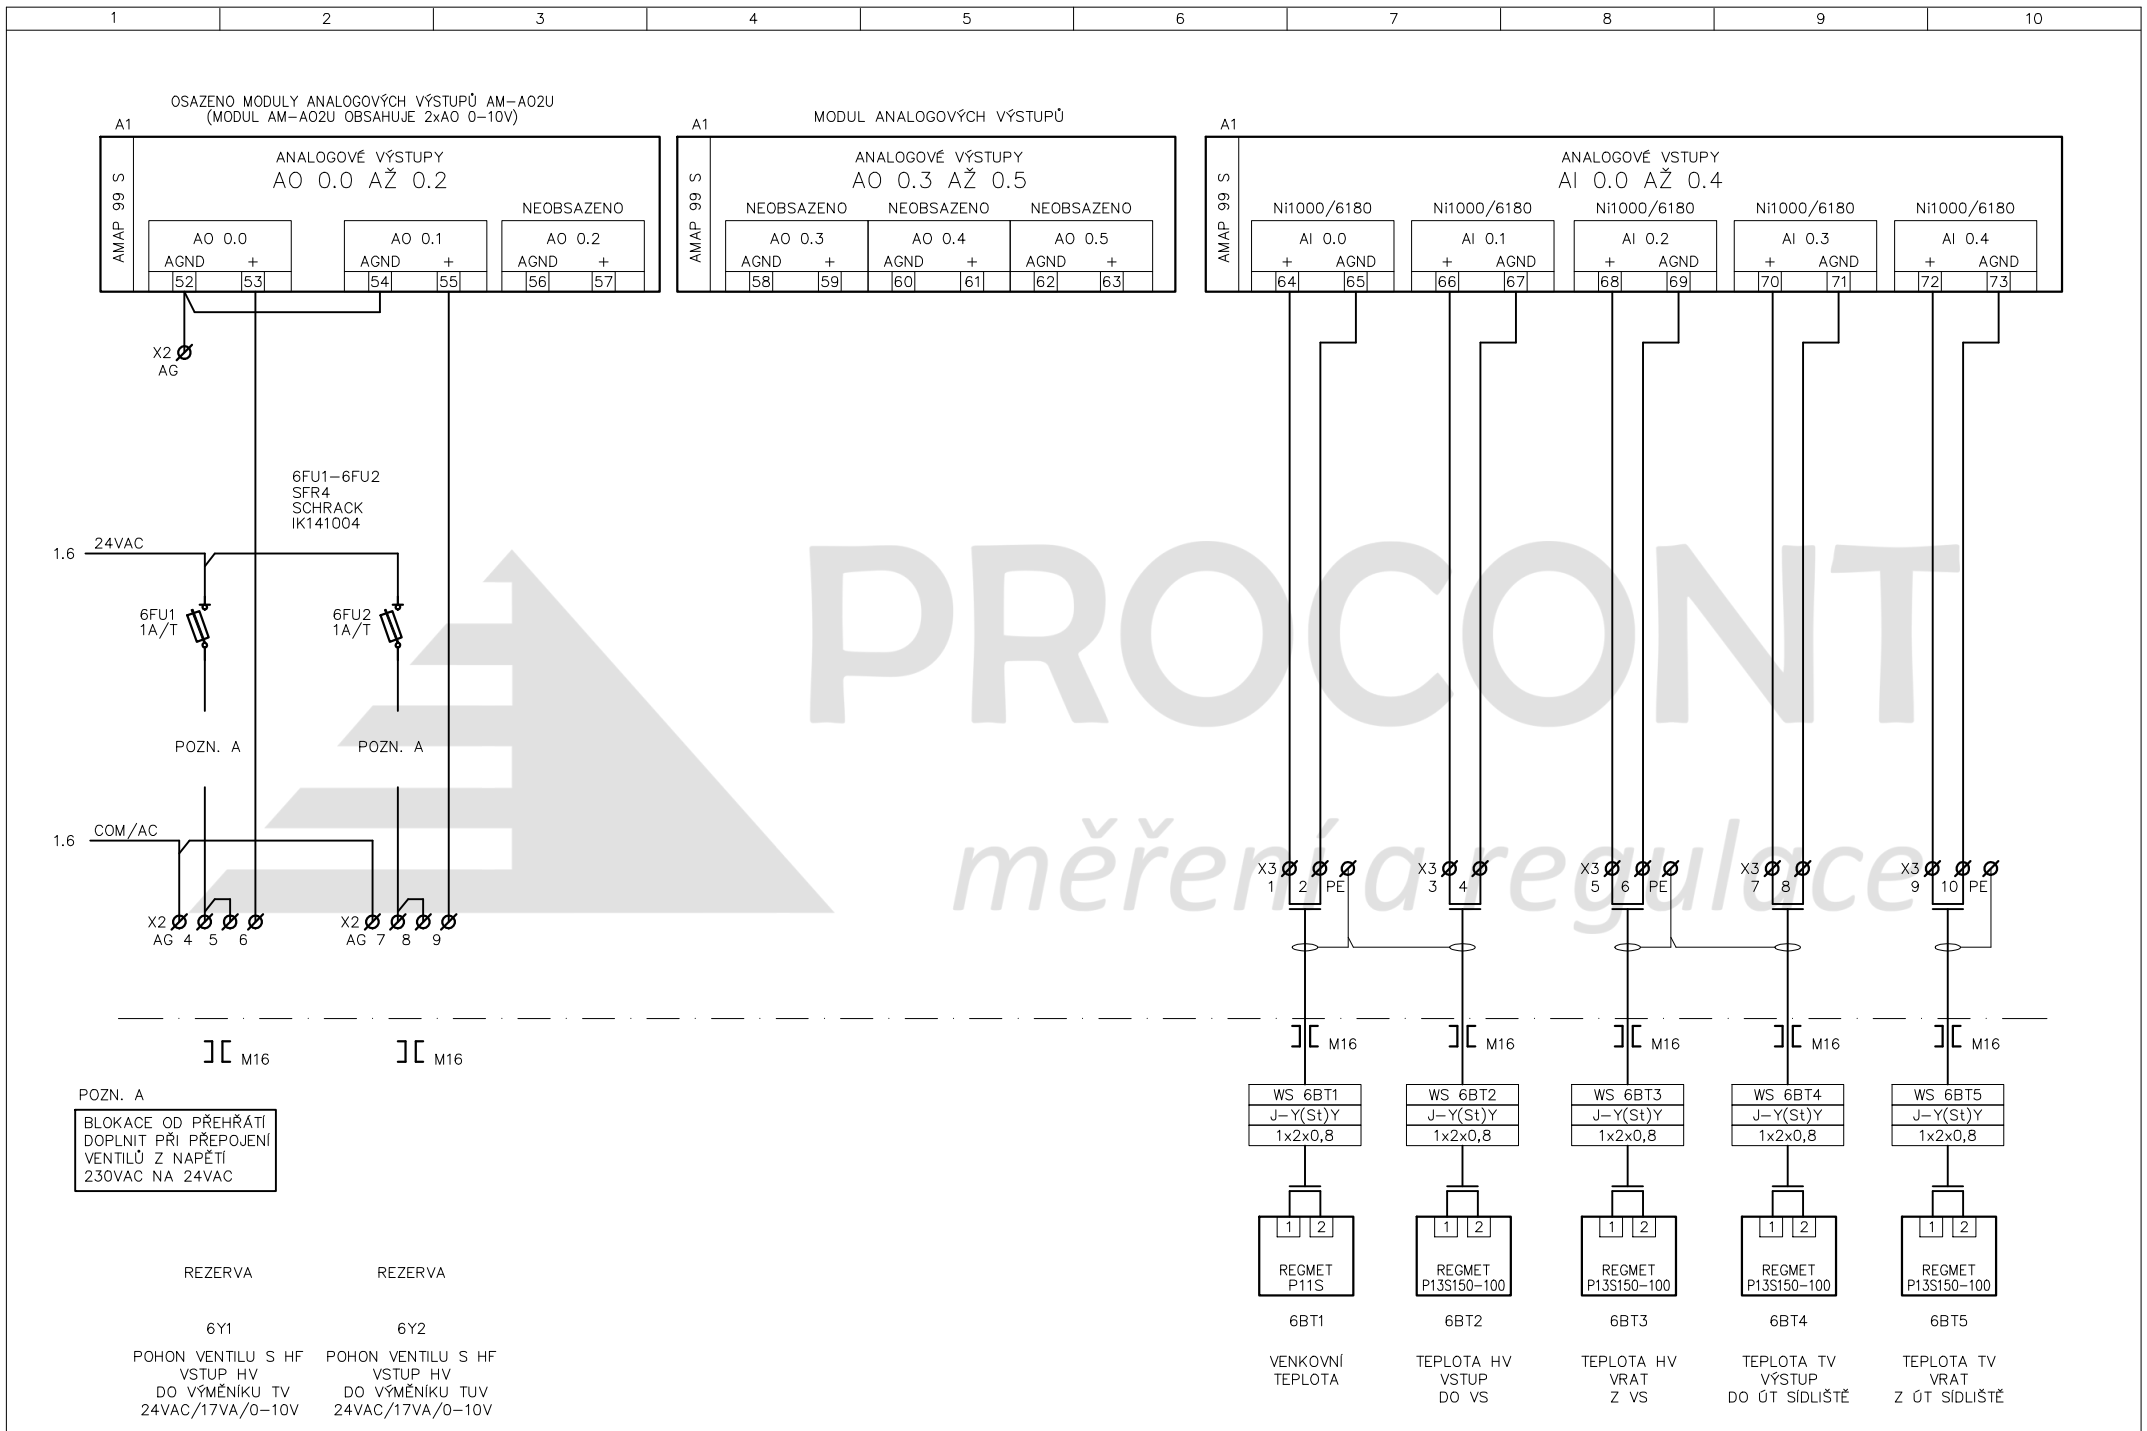 1 2 3 4 5 6 7 8 9 10
OSAZENO MODULY ANALOGOVÝCH VÝSTUPŮ AM-AO2U
(MODUL AM-AO2U OBSAHUJE 2xAO 0-10V)
A1
AMAP 99 S
ANALOGOVÉ VÝSTUPY
AO 0.0 AŽ 0.2
NEOBSAZENO
AO 0.0 AO 0.1 AO 0.2
AGND + AGND + AGND +
52 53 54 55 56 57
A1
MODUL ANALOGOVÝCH VÝSTUPŮ
AMAP 99 S
ANALOGOVÉ VÝSTUPY
AO 0.3 AŽ 0.5
NEOBSAZENO NEOBSAZENO NEOBSAZENO
AO 0.3 AO 0.4 AO 0.5
AGND + AGND + AGND +
58 59 60 61 62 63
A1
AMAP 99 S
ANALOGOVÉ VSTUPY
AI 0.0 AŽ 0.4
Ni1000/6180 Ni1000/6180 Ni1000/6180 Ni1000/6180 Ni1000/6180
AI 0.0 AI 0.1 AI 0.2 AI 0.3 AI 0.4
+ AGND + AGND + AGND + AGND + AGND
64 65 66 67 68 69 70 71 72 73
X2
AG
6FU1-6FU2
SFR4
SCHRACK
IK141004
1.6 24VAC
6FU1
1A/T
6FU2
1A/T
POZN. A POZN. A
1.6 COM/AC
X2
AG 4 5 6
X2
AG 7 8 9
PROCONT
měření a regulace
X3
1 2 PE
X3
3 4
X3
5 6 PE
X3
7 8
X3
9 10 PE
M16 M16 M16 M16 M16 M16 M16
POZN. A
BLOKACE OD PŘEHŘÁTÍ
DOPLNIT PŘI PŘEPOJENÍ
VENTILŮ Z NAPĚTÍ
230VAC NA 24VAC
WS 6BT1 WS 6BT2 WS 6BT3 WS 6BT4 WS 6BT5
J-Y(St)Y J-Y(St)Y J-Y(St)Y J-Y(St)Y J-Y(St)Y
1x2x0,8 1x2x0,8 1x2x0,8 1x2x0,8 1x2x0,8
1 2 1 2 1 2 1 2 1 2
REGMET REGMET REGMET REGMET REGMET
P11S P13S150-100 P13S150-100 P13S150-100 P13S150-100
REZERVA REZERVA
6Y1
POHON VENTILU S HF
VSTUP HV
DO VÝMĚNÍKU TV
24VAC/17VA/0-10V
6Y2
POHON VENTILU S HF
VSTUP HV
DO VÝMĚNÍKU TUV
24VAC/17VA/0-10V
6BT1
VENKOVNÍ
TEPLOTA
6BT2
TEPLOTA HV
VSTUP
DO VS
6BT3
TEPLOTA HV
VRAT
Z VS
6BT4
TEPLOTA TV
VÝSTUP
DO ÚT SÍDLIŠTĚ
6BT5
TEPLOTA TV
VRAT
Z ÚT SÍDLIŠTĚ